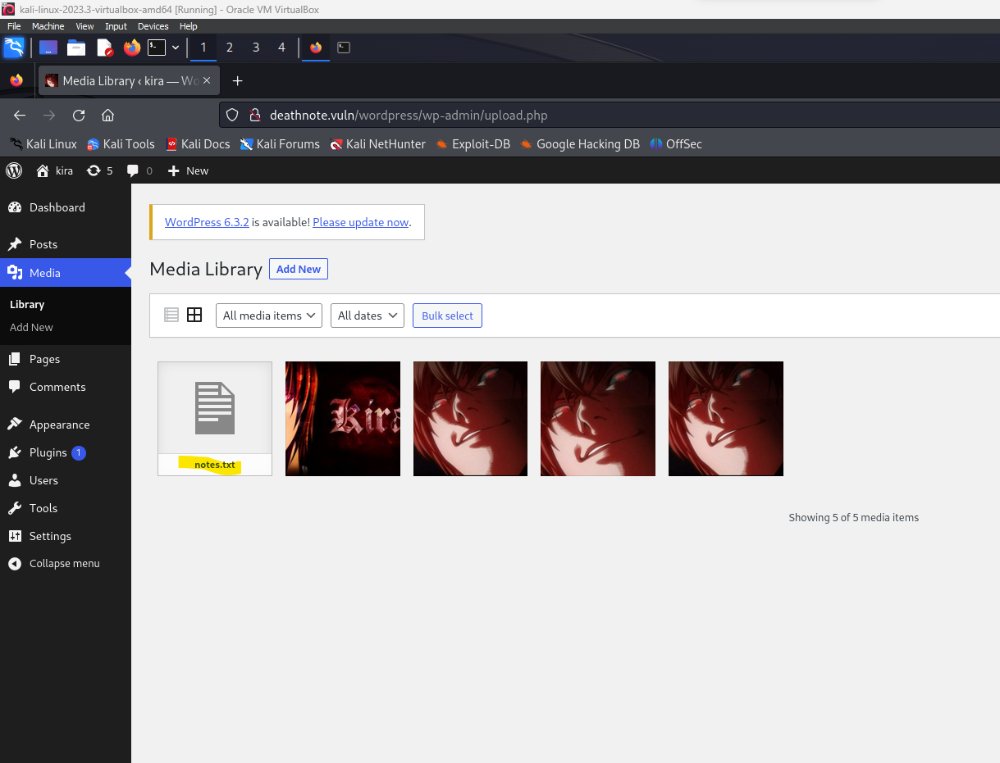 kali-linux-2023.3-virtualbox-amd64 [Running] - Oracle VM VirtualBox
File Machine View Input Devices Help
1 2 3 4
Media Library ‹ kira — Wo
deathnote.vuln/wordpress/wp-admin/upload.php
Kali Linux Kali Tools Kali Docs Kali Forums Kali NetHunter Exploit-DB Google Hacking DB OffSec
kira 5 0 New
Dashboard
Posts
Media
Library
Add New
Pages
Comments
Appearance
Plugins 1
Users
Tools
Settings
Collapse menu
WordPress 6.3.2 is available! Please update now.
Media Library Add New
All media items All dates Bulk select
Kira
notes.txt
Showing 5 of 5 media items